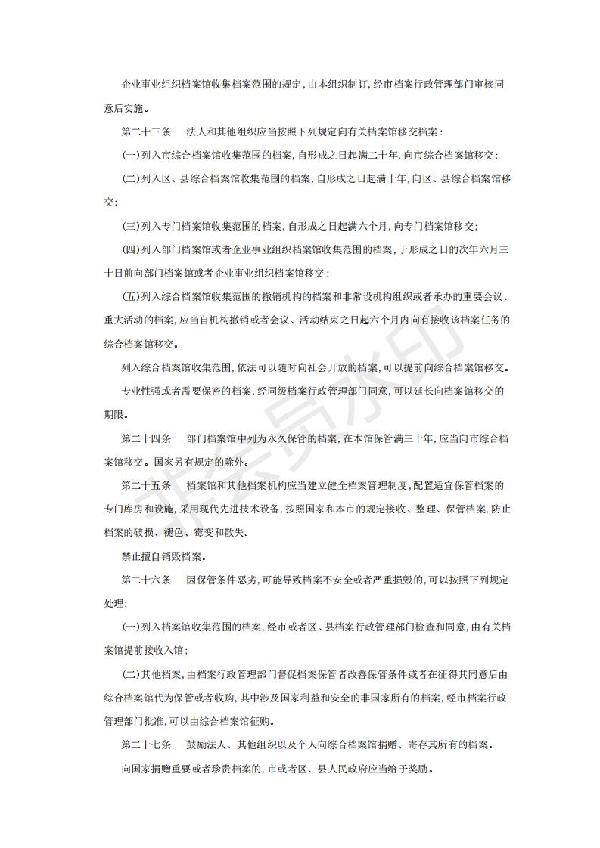 企业事业组织档案馆收集档案范围的规定,由本组织制订,经市档案行政管理部门审核同
意后实施。
第二十三条 法人和其他组织应当按照下列规定向有关档案馆移交档案:
(一)列入市综合档案馆收集范围的档案,自形成之日起满二十年,向市综合档案馆移交;
(二)列入区、县综合档案馆收集范围的档案,自形成之日起满十年,向区、县综合档案馆移
交;
(三)列入专门档案馆收集范围的档案,自形成之日起满六个月,向专门档案馆移交;
(四)列入部门档案馆或者企业事业组织档案馆收集范围的档案,于形成之日的次年六月三
十日前向部门档案馆或者企业事业组织档案馆移交;
(五)列入综合档案馆收集范围的撤销机构的档案和非常设机构组织或者承办的重要会议、
重大活动的档案,应当自机构撤销或者会议、活动结束之日起六个月内向有接收该档案任务的
综合档案馆移交。
列入综合档案馆收集范围,依法可以随时向社会开放的档案,可以提前向综合档案馆移交。
专业性强或者需要保密的档案,经同级档案行政管理部门同意,可以延长向档案馆移交的
期限。
第二十四条 部门档案馆中列为永久保管的档案,在本馆保管满三十年,应当向市综合档
案馆移交。国家另有规定的除外。
第二十五条 档案馆和其他档案机构应当建立健全档案管理制度,配置适宜保管档案的
专门库房和设施,采用现代先进技术设备,按照国家和本市的规定接收、整理、保管档案,防止
档案的破损、褪色、霉变和散失。
禁止擅自销毁档案。
第二十六条 因保管条件恶劣,可能导致档案不安全或者严重损毁的,可以按照下列规定
处理:
(一)列入档案馆收集范围的档案,经市或者区、县档案行政管理部门检查和同意,由有关档
案馆提前接收入馆;
(二)其他档案,由档案行政管理部门督促档案保管者改善保管条件或者在征得其同意后由
综合档案馆代为保管或者收购,其中涉及国家利益和安全的非国家所有的档案,经市档案行政
管理部门批准,可以由综合档案馆征购。
第二十七条 鼓励法人、其他组织以及个人向综合档案馆捐赠、寄存其所有的档案。
向国家捐赠重要或者珍贵档案的,市或者区、县人民政府应当给予奖励。
非会员水印